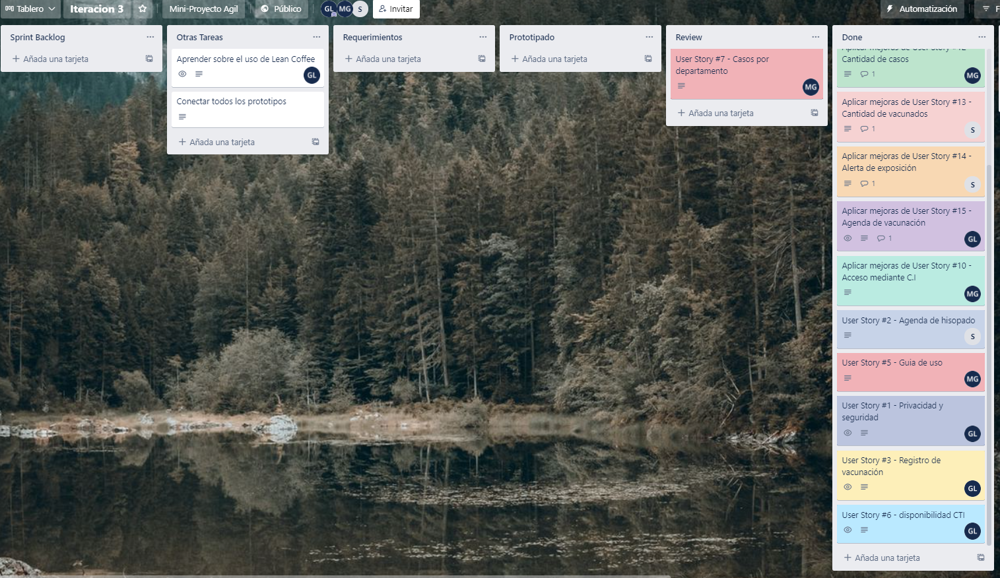 Tablero
Iteracion 3
Mini-Proyecto Agil
Público
GL
MG
S
Invitar
Automatización
F
Sprint Backlog
Añada una tarjeta
Otras Tareas
Aprender sobre el uso de Lean Coffee
GL
Conectar todos los prototipos
Añada una tarjeta
Requerimientos
Añada una tarjeta
Prototipado
Añada una tarjeta
Review
User Story #7 - Casos por
departamento
MG
Añada una tarjeta
Done
Aplicar mejoras de User Story #12
Cantidad de casos
1
MG
Aplicar mejoras de User Story #13 -
Cantidad de vacunados
1
S
Aplicar mejoras de User Story #14 -
Alerta de exposición
1
S
Aplicar mejoras de User Story #15 -
Agenda de vacunación
1
GL
Aplicar mejoras de User Story #10 -
Acceso mediante C.I
MG
User Story #2 - Agenda de hisopado
S
User Story #5 - Guia de uso
MG
User Story #1 - Privacidad y
seguridad
GL
User Story #3 - Registro de
vacunación
GL
User Story #6 - disponibilidad CTI
GL
Añada una tarjeta